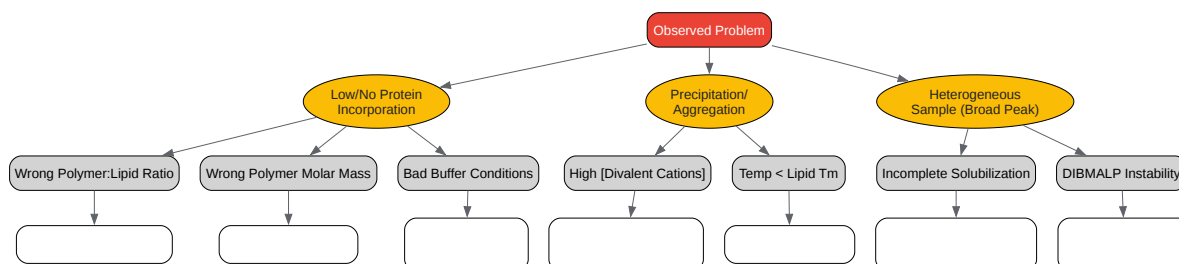 Observed Problem
Low/No Protein
Incorporation
Precipitation/
Aggregation
Heterogeneous
Sample (Broad Peak)
Wrong Polymer:Lipid Ratio
Wrong Polymer Molar Mass
Bad Buffer Conditions
High [Divalent Cations]
Temp < Lipid Tm
Incomplete Solubilization
DIBMALP Instability